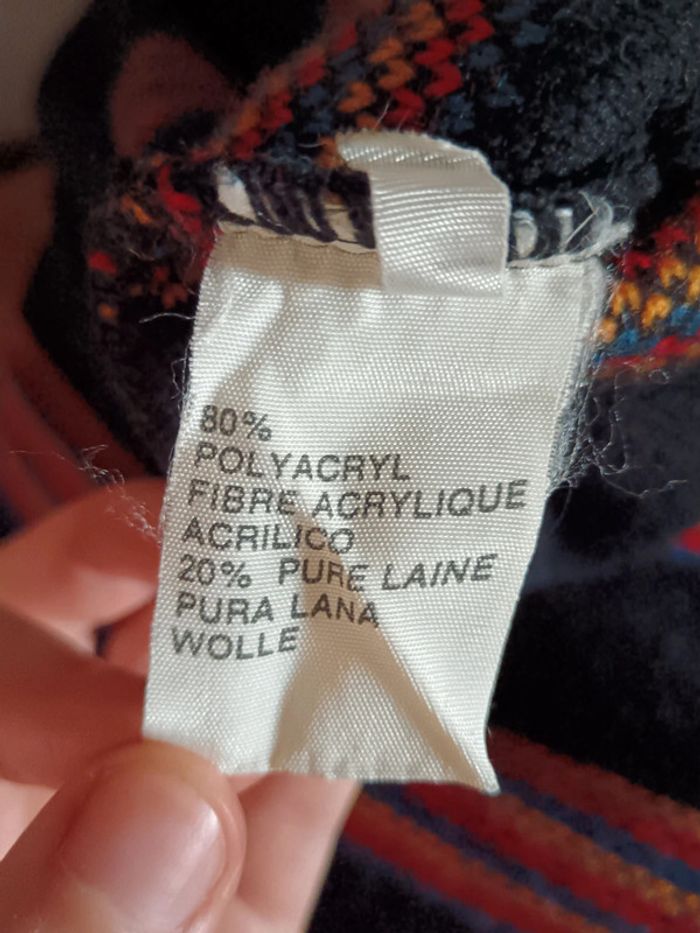 80%
POLYACRYL
FIBRE ACRYLIQUE
ACRILICO
20% PURE LAINE
PURA LANA
WOLLE